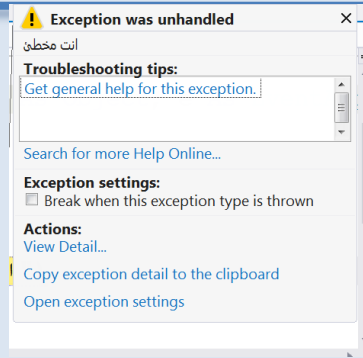 Exception was unhandled
انت مخطئ
Troubleshooting tips:
Get general help for this exception.
Search for more Help Online...
Exception settings:
Break when this exception type is thrown
Actions:
View Detail...
Copy exception detail to the clipboard
Open exception settings